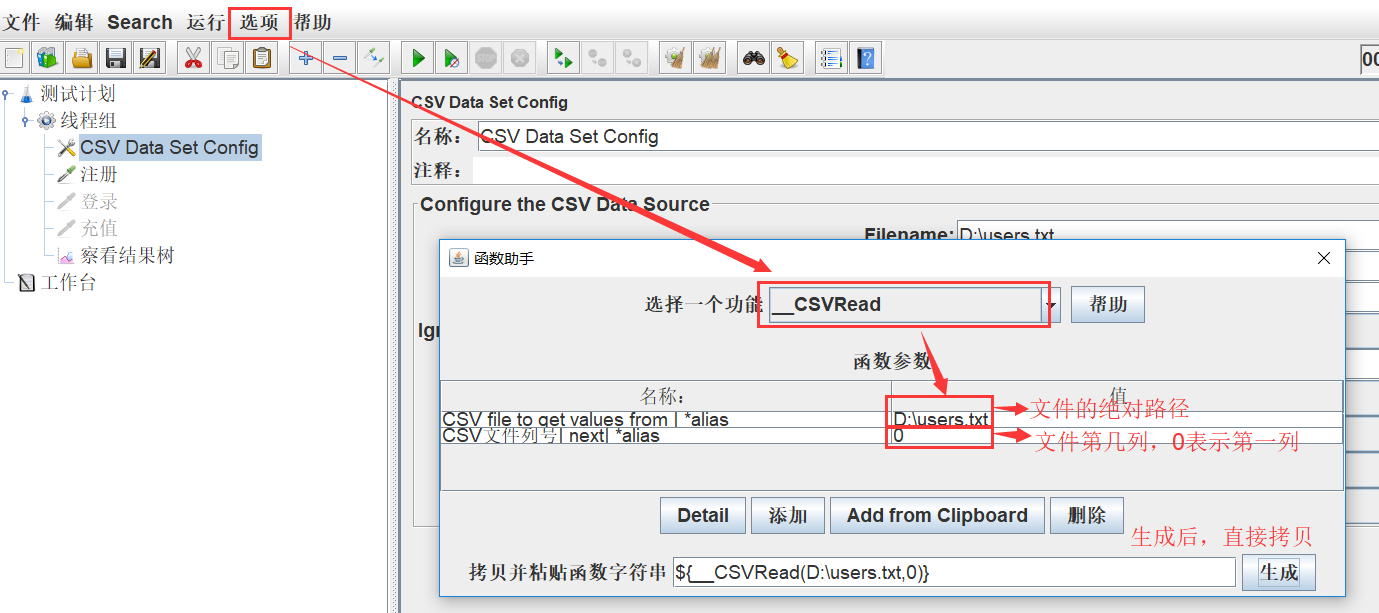 文件 编辑 Search 运行 选项 帮助
00
测试计划
线程组
CSV Data Set Config
注册
登录
充值
察看结果树
工作台
CSV Data Set Config
名称： CSV Data Set Config
注释：
Configure the CSV Data Source
Filename: D:\users.txt
函数助手
选择一个功能 __CSVRead 帮助
函数参数
名称： 值
CSV file to get values from | *alias D:\users.txt 文件的绝对路径
CSV文件列号| next| *alias 0 文件第几列，0表示第一列
Detail 添加 Add from Clipboard 删除
生成后，直接拷贝
拷贝并粘贴函数字符串 ${__CSVRead(D:\users.txt,0)} 生成